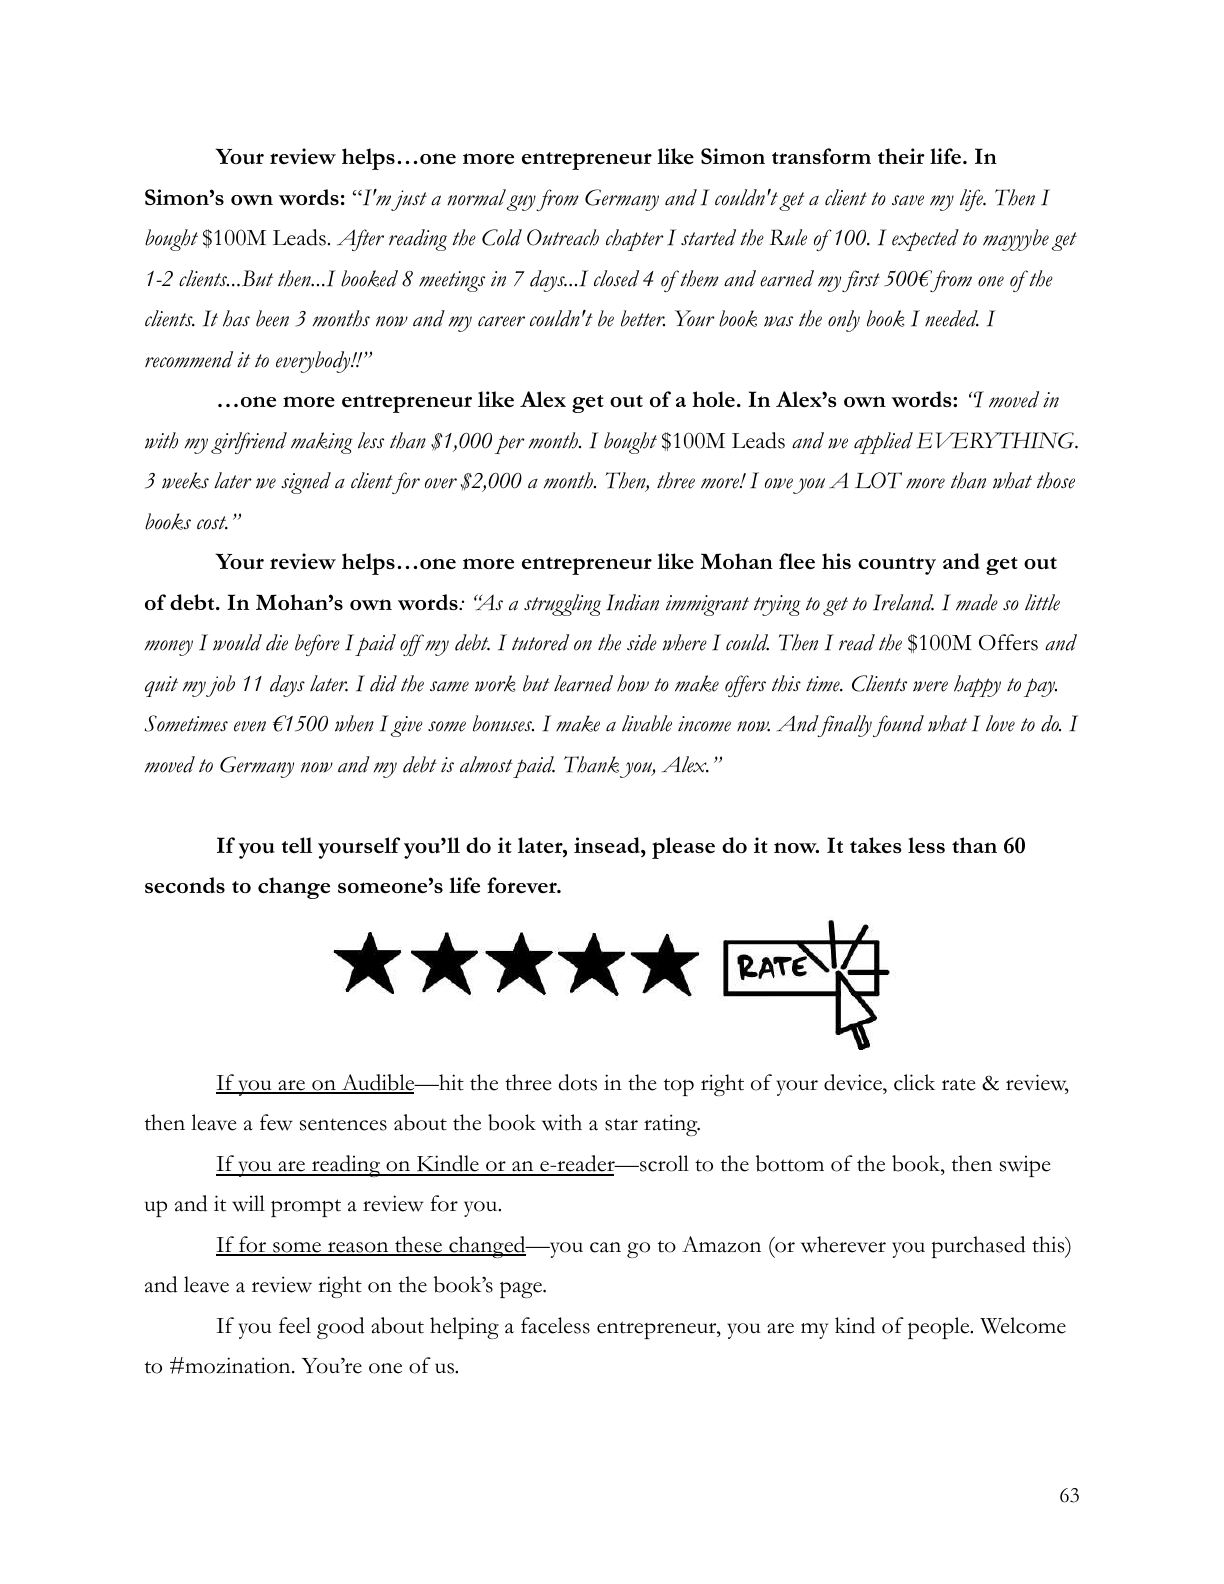 Your review helps…one more entrepreneur like Simon transform their life. In
Simon’s own words: “I'm just a normal guy from Germany and I couldn't get a client to save my life. Then I
bought $100M Leads. After reading the Cold Outreach chapter I started the Rule of 100. I expected to mayyybe get
1-2 clients...But then...I booked 8 meetings in 7 days...I closed 4 of them and earned my first 500€ from one of the
clients. It has been 3 months now and my career couldn't be better. Your book was the only book I needed. I
recommend it to everybody!!”
…one more entrepreneur like Alex get out of a hole. In Alex’s own words: “I moved in
with my girlfriend making less than $1,000 per month. I bought $100M Leads and we applied EVERYTHING.
3 weeks later we signed a client for over $2,000 a month. Then, three more! I owe you A LOT more than what those
books cost.”
Your review helps…one more entrepreneur like Mohan flee his country and get out
of debt. In Mohan’s own words: “As a struggling Indian immigrant trying to get to Ireland. I made so little
money I would die before I paid off my debt. I tutored on the side where I could. Then I read the $100M Offers and
quit my job 11 days later. I did the same work but learned how to make offers this time. Clients were happy to pay.
Sometimes even €1500 when I give some bonuses. I make a livable income now. And finally found what I love to do. I
moved to Germany now and my debt is almost paid. Thank you, Alex.”
If you tell yourself you’ll do it later, insead, please do it now. It takes less than 60
seconds to change someone’s life forever.
RATE
If you are on Audible—hit the three dots in the top right of your device, click rate & review,
then leave a few sentences about the book with a star rating.
If you are reading on Kindle or an e-reader—scroll to the bottom of the book, then swipe
up and it will prompt a review for you.
If for some reason these changed—you can go to Amazon (or wherever you purchased this)
and leave a review right on the book’s page.
If you feel good about helping a faceless entrepreneur, you are my kind of people. Welcome
to #mozination. You’re one of us.
63